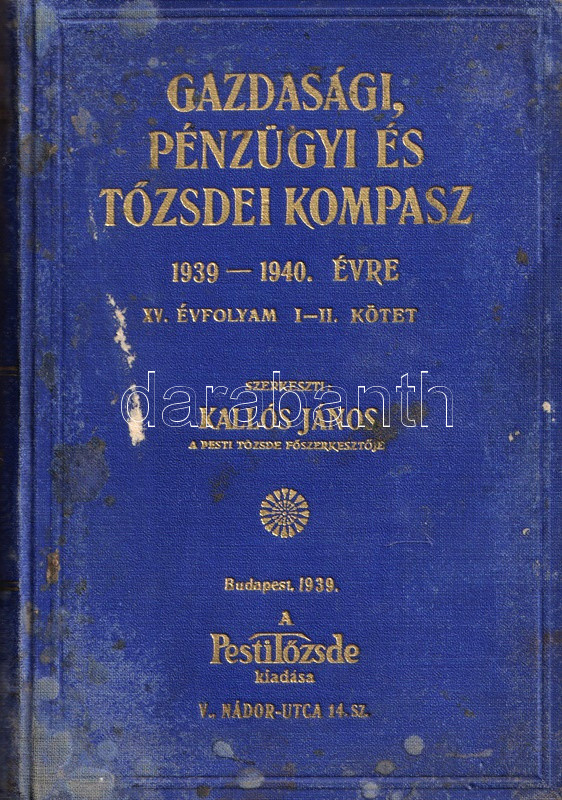 GAZDASÁGI,
PÉNZÜGYI ÉS
TŐZSDEI KOMPASZ
1939 — 1940. ÉVRE
XV. ÉVFOLYAM I—II. KÖTET
SZERKESZTI:
darabanth
KALLÓS JÁNOS
A PESTI TŐZSDE FŐSZERKESZTŐJE
Budapest, 1939.
A
Pesti Tőzsde
kiadása
V., NÁDOR-UTCA 14. SZ.